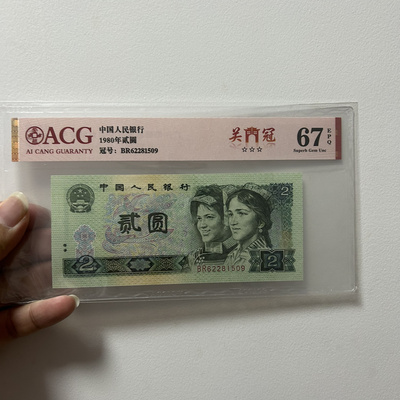 ACG
AI CANG GUARANTY
中国人民银行
1980年贰圆
冠号：BR62281509
关门冠
☆☆☆
67 EPQ
Superb Gem Unc
中国人民银行
2
贰圆
2
BR62281509
2